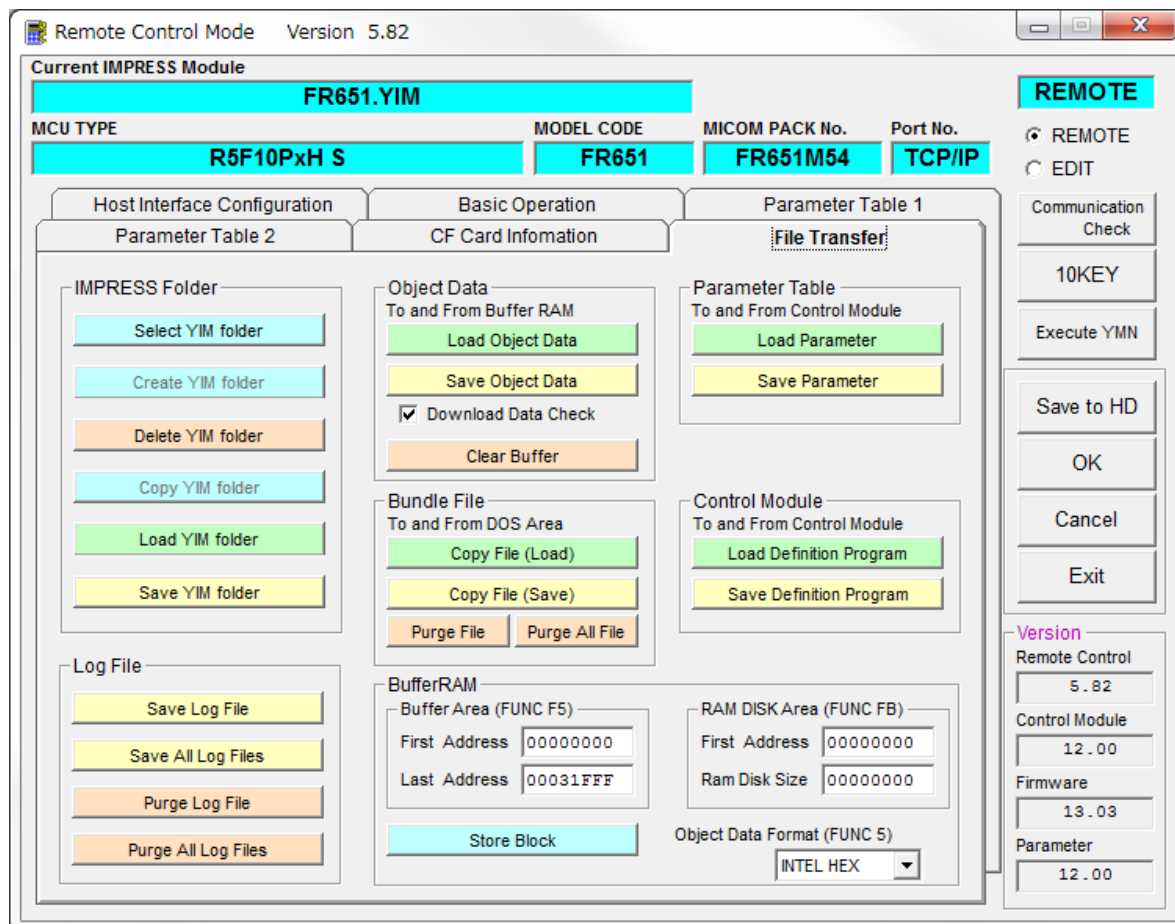 Remote Control Mode Version 5.82
Current IMPRESS Module
FR651.YIM
MCU TYPE MODEL CODE MICOM PACK No. Port No.
R5F10PxH S FR651 FR651M54 TCP/IP
Host Interface Configuration Basic Operation Parameter Table 1
Parameter Table 2 CF Card Infomation File Transfer
IMPRESS Folder
Select YIM folder
Create YIM folder
Delete YIM folder
Copy YIM folder
Load YIM folder
Save YIM folder
Log File
Save Log File
Save All Log Files
Purge Log File
Purge All Log Files
Object Data
To and From Buffer RAM
Load Object Data
Save Object Data
Download Data Check
Clear Buffer
Bundle File
To and From DOS Area
Copy File (Load)
Copy File (Save)
Purge File Purge All File
Parameter Table
To and From Control Module
Load Parameter
Save Parameter
Control Module
To and From Control Module
Load Definition Program
Save Definition Program
BufferRAM
Buffer Area (FUNC F5)
First Address 00000000
Last Address 00031FFF
Store Block
RAM DISK Area (FUNC FB)
First Address 00000000
Ram Disk Size 00000000
Object Data Format (FUNC 5)
INTEL HEX
REMOTE
REMOTE
EDIT
Communication
Check
10KEY
Execute YMN
Save to HD
OK
Cancel
Exit
Version
Remote Control
5.82
Control Module
12.00
Firmware
13.03
Parameter
12.00